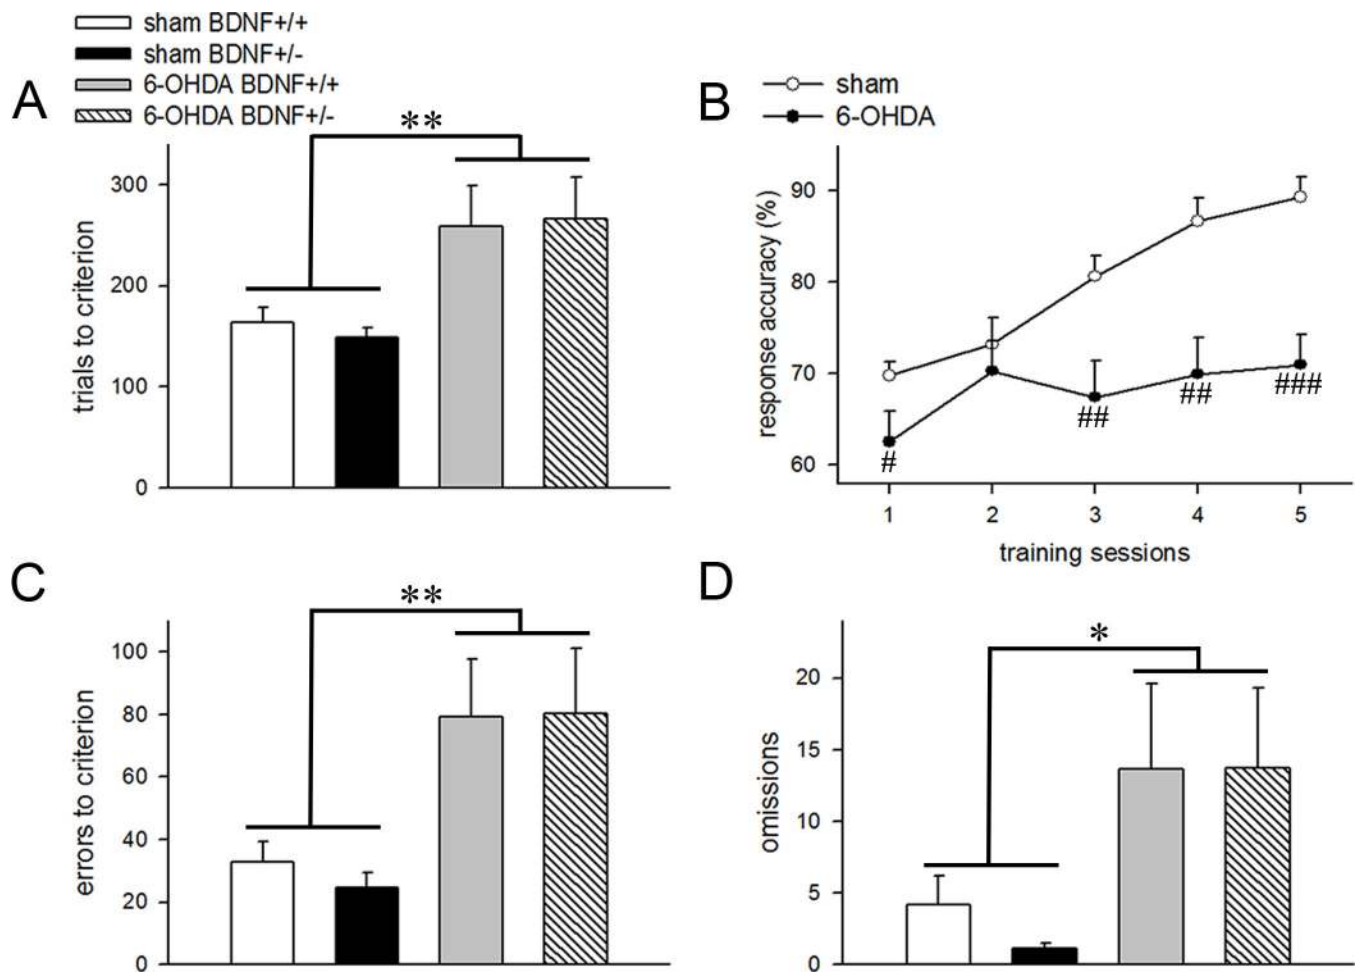 sham BDNF+/+
sham BDNF+/-
6-OHDA BDNF+/+
6-OHDA BDNF+/-
A
**
300
200
100
0
trials to criterion
B
sham
6-OHDA
90
80
70
60
response accuracy (%)
#
##
##
###
1 2 3 4 5
training sessions
C
**
100
80
60
40
20
0
errors to criterion
D
*
20
15
10
5
0
omissions